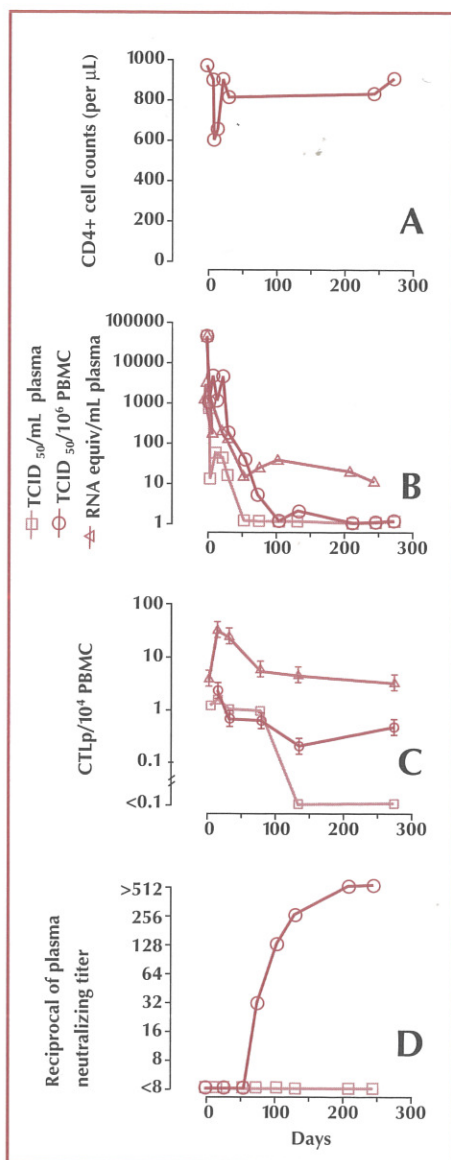 CD4+ cell counts (per μL)
1000
800
600
400
200
0
A
0 100 200 300
TCID 50/mL plasma
TCID 50/10⁶ PBMC
RNA equiv/mL plasma
100000
10000
1000
100
10
1
B
0 100 200 300
CTLp/10⁴ PBMC
100
10
1
0.1
<0.1
C
0 100 200 300
Reciprocal of plasma
neutralizing titer
>512
256
128
64
32
16
8
<8
D
0 100 200 300
Days